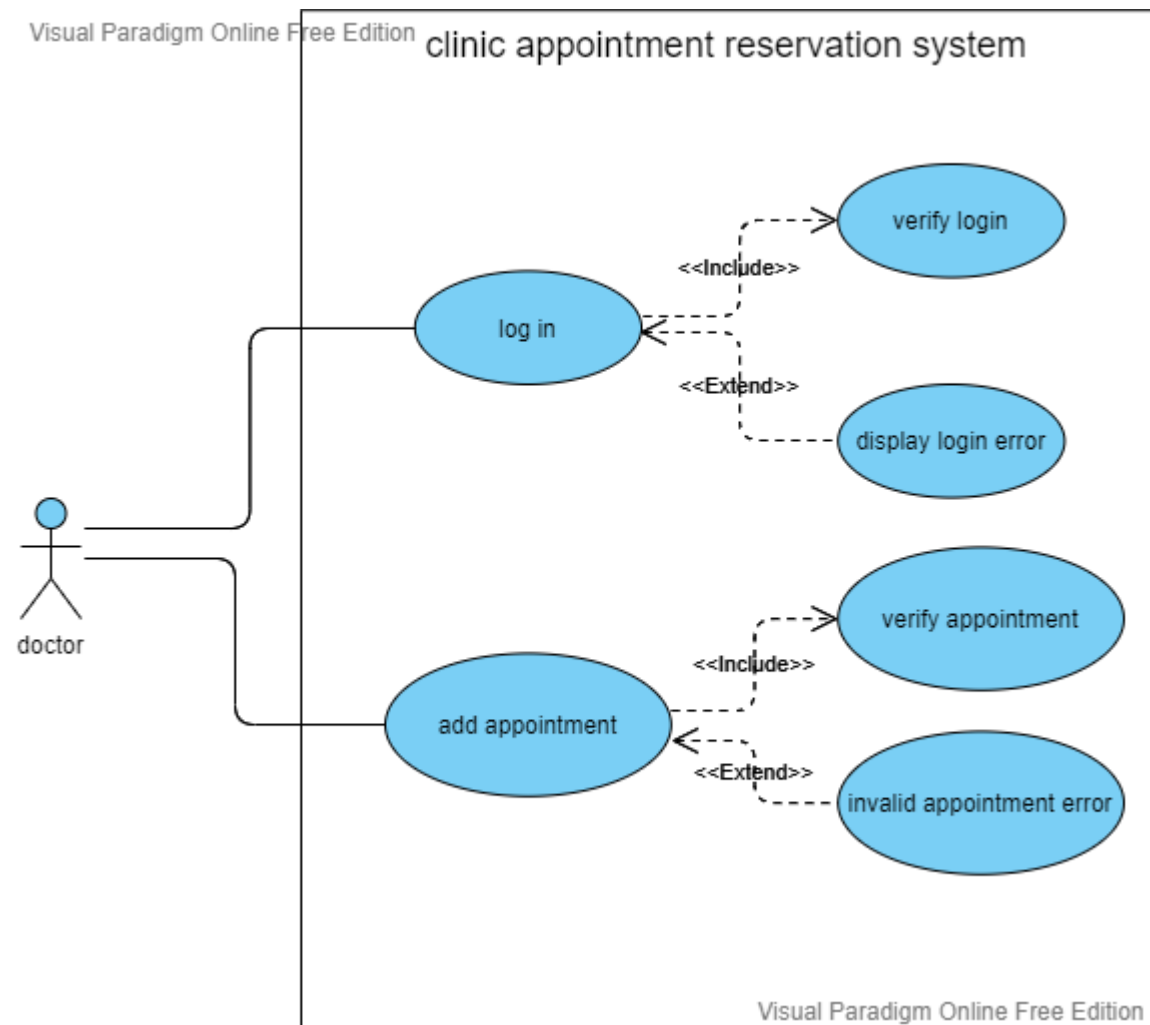 Visual Paradigm Online Free Edition
clinic appointment reservation system
verify login
<<Include>>
log in
<<Extend>>
display login error
doctor
verify appointment
<<Include>>
add appointment
<<Extend>>
invalid appointment error
Visual Paradigm Online Free Edition